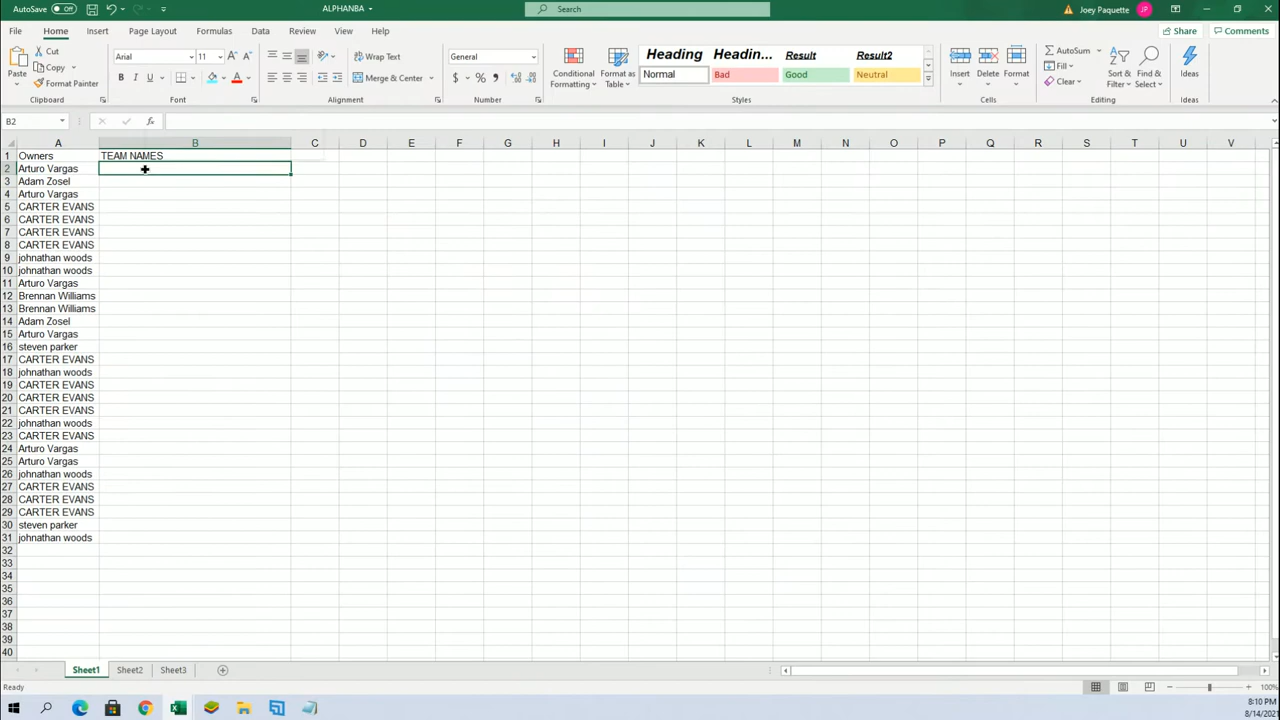 AutoSave Off ALPHANBA Search Joey Paquette JP
File Home Insert Page Layout Formulas Data Review View Help Share Comments
Paste Cut Copy Format Painter Clipboard
Arial 11 A A B I U A Font
Wrap Text Merge & Center Alignment
General $ % , Number
Conditional Formatting Format as Table
Heading Headin... Result Result2
Normal Bad Good Neutral
Styles
Insert Delete Format Cells
AutoSum Fill Clear Sort & Filter Find & Select Editing
Ideas Ideas
B2 fx
A B C D E F G H I J K L M N O P Q R S T U V
1 Owners TEAM NAMES
2 Arturo Vargas
3 Adam Zosel
4 Arturo Vargas
5 CARTER EVANS
6 CARTER EVANS
7 CARTER EVANS
8 CARTER EVANS
9 johnathan woods
10 johnathan woods
11 Arturo Vargas
12 Brennan Williams
13 Brennan Williams
14 Adam Zosel
15 Arturo Vargas
16 steven parker
17 CARTER EVANS
18 johnathan woods
19 CARTER EVANS
20 CARTER EVANS
21 CARTER EVANS
22 johnathan woods
23 CARTER EVANS
24 Arturo Vargas
25 Arturo Vargas
26 johnathan woods
27 CARTER EVANS
28 CARTER EVANS
29 CARTER EVANS
30 steven parker
31 johnathan woods
32
33
34
35
36
37
38
39
40
Sheet1 Sheet2 Sheet3
Ready 100%
8:10 PM